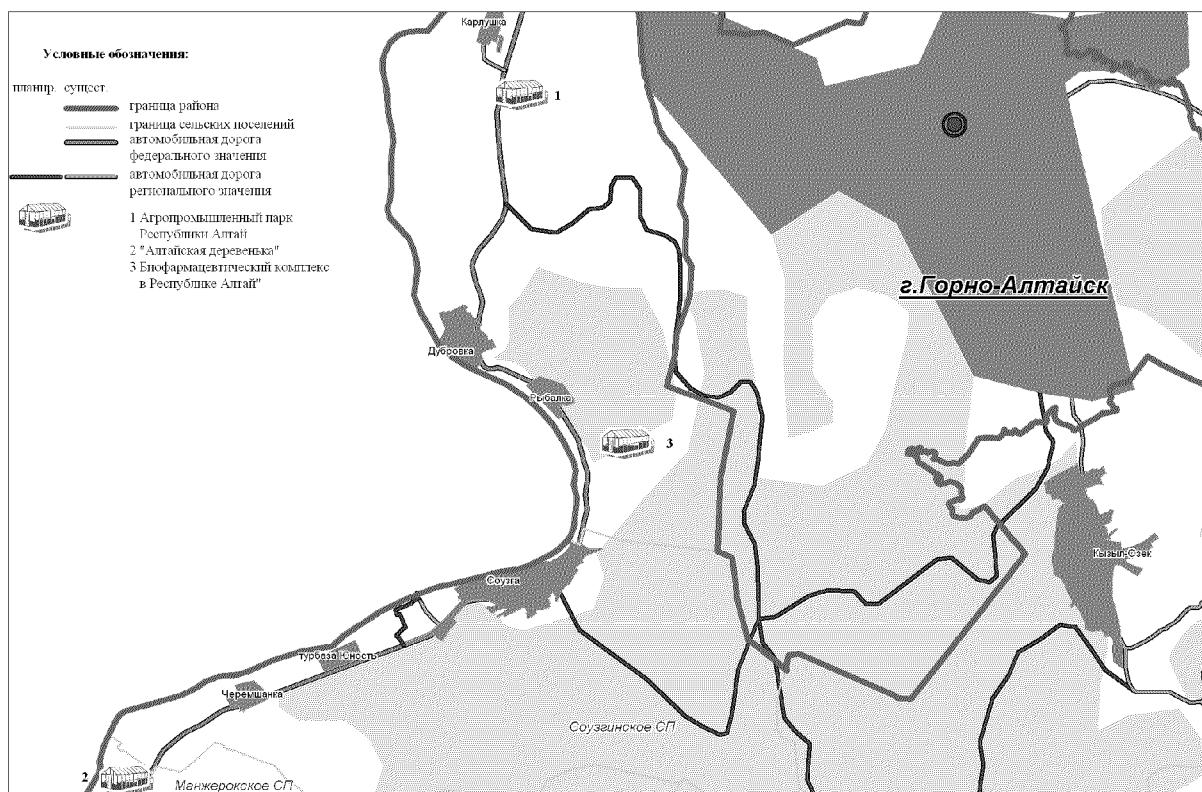 Условные обозначения:
планир. сущест.
граница района
граница сельских поселений
автомобильная дорога
федерального значения
автомобильная дорога
регионального значения
1 Агропромышленный парк
Республики Алтай
2 "Алтайская деревенька"
3 Биофармацевтический комплекс
в Республике Алтай"
Карлушка
1
г.Горно-Алтайск
Дубровка
Рыбалка
3
Кызыл-Озек
Соузга
турбаза Юность
Черемшанка
Соузгинское СП
2
Манжерокское СП